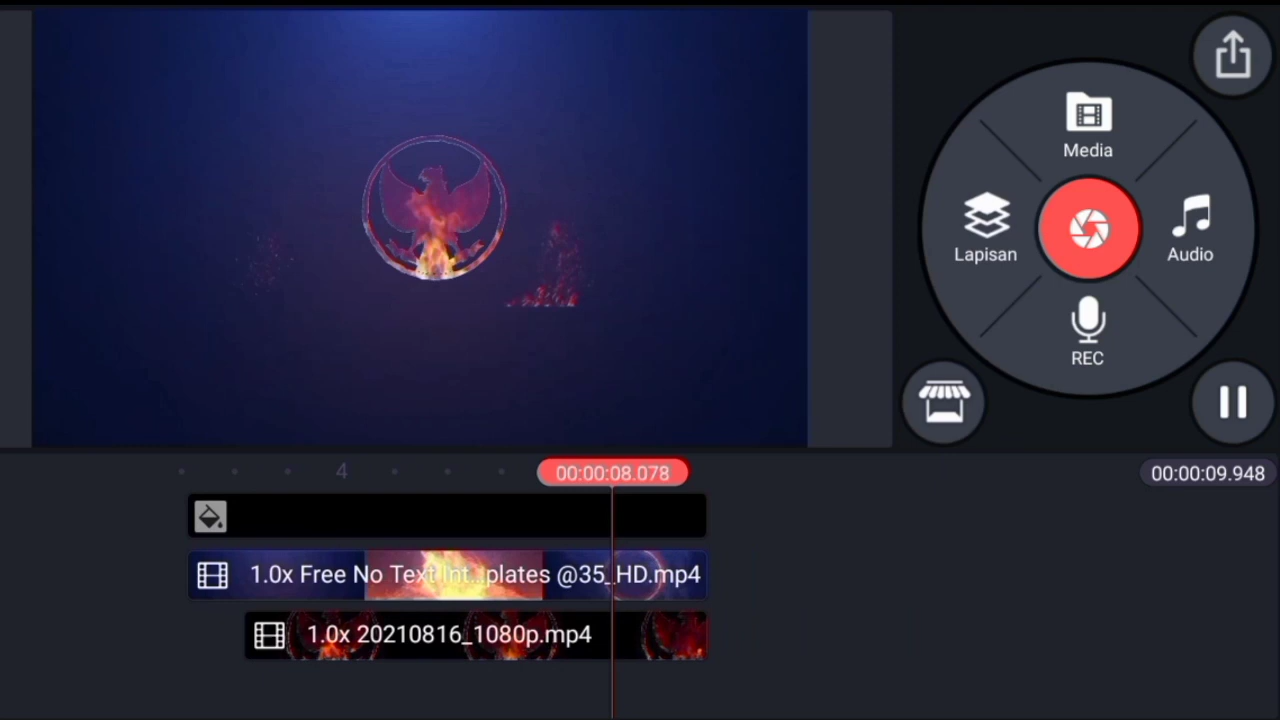 Media
Lapisan
Audio
REC
4
00:00:08.078
00:00:09.948
1.0x Free No Text Int...plates @35_HD.mp4
1.0x 20210816_1080p.mp4